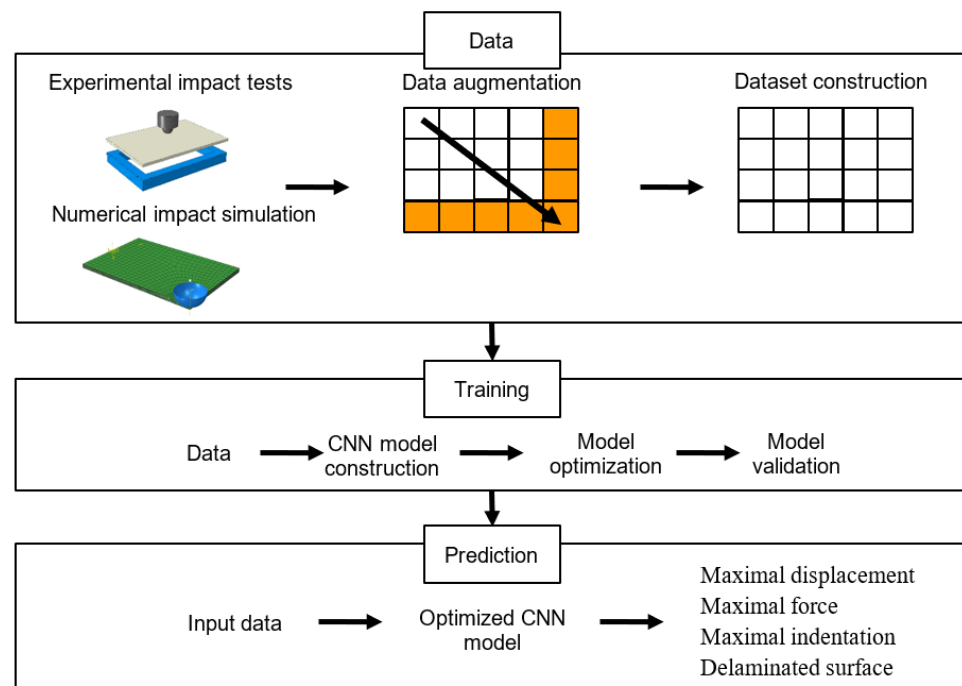 Data
Experimental impact tests
Data augmentation
Dataset construction
Numerical impact simulation
Training
Data
CNN model
construction
Model
optimization
Model
validation
Prediction
Input data
Optimized CNN
model
Maximal displacement
Maximal force
Maximal indentation
Delaminated surface